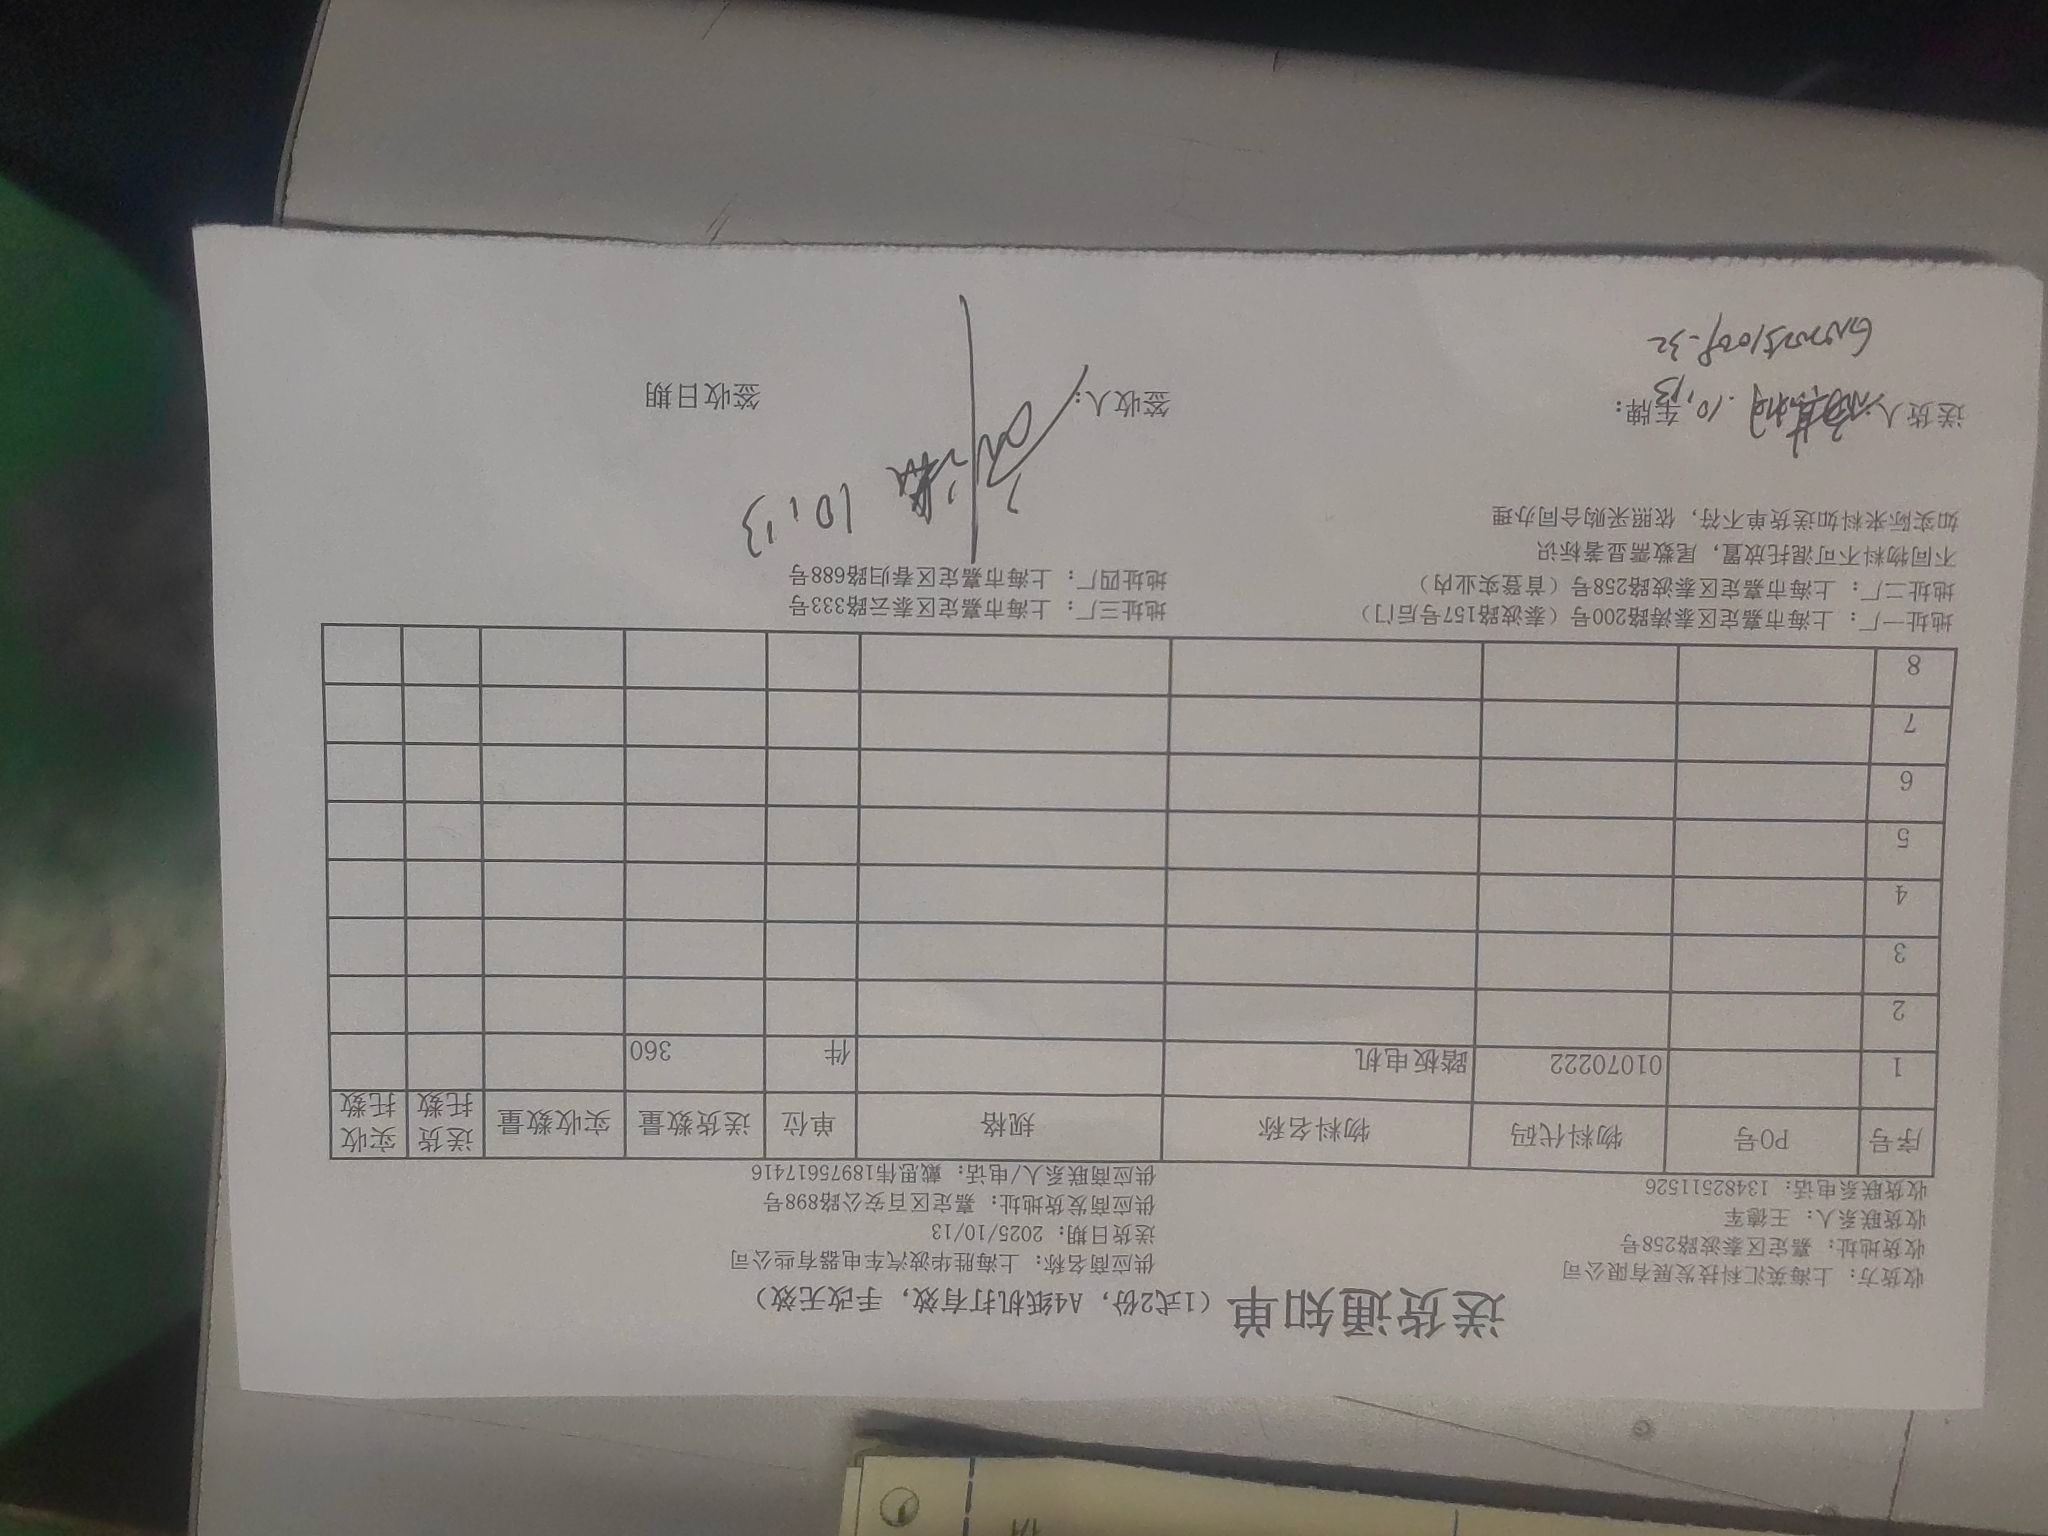 送货通知单（1式2份，A4纸机打有效，手改无效）
收货方： 上海英汇科技发展有限公司
供应商名称： 上海胜华波汽车电器有些公司
收货地址： 嘉定区泰波路258号
送货日期： 2025/10/13
收货联系人： 王德军
供应商发货地址： 嘉定区百安公路898号
收货联系电话： 13482511526
供应商联系人/电话： 戴思伟18975617416
序号 PO号 物料代码 物料名称 规格 单位 送货数量 实收数量 送货托数 实收托数
1 01070222 踏板电机 件 360
2
3
4
5
6
7
8
地址一厂： 上海市嘉定区泰涛路200号（泰波路157号后门）
地址三厂： 上海市嘉定区泰云路333号
地址二厂： 上海市嘉定区泰波路258号（首登实业内）
地址四厂： 上海市嘉定区春归路688号
不同物料不可混托放置，尾数需显著标识
如实际来料如送货单不符，依照采购合同办理
10,13
送货人： 10,13 车牌：
签收人：
签收日期